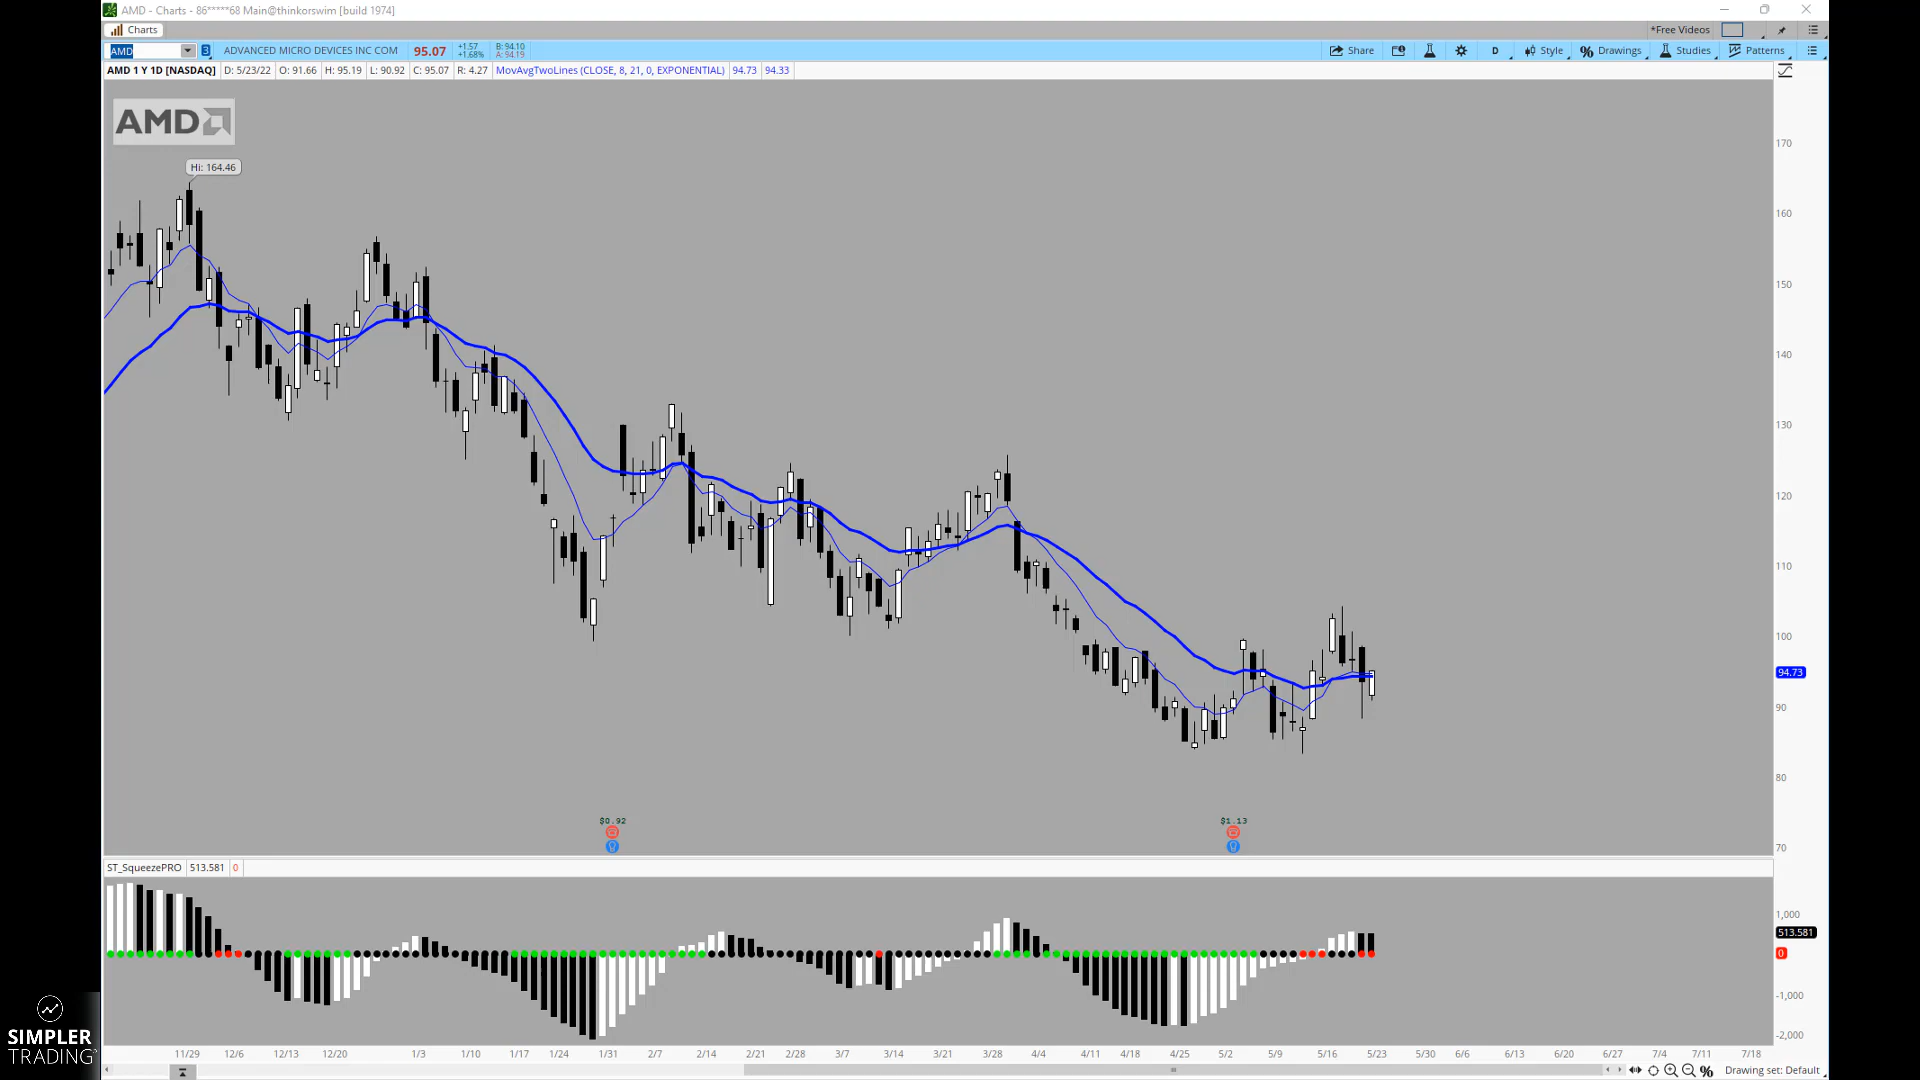 AMD - Charts - 86*****68 Main@thinkorswim [build 1974]
Charts
*Free Videos
AMD
3
ADVANCED MICRO DEVICES INC COM
95.07
+1.57
+1.68%
B: 94.10
A: 94.19
Share
D
Style
Drawings
Studies
Patterns
AMD 1 Y 1D [NASDAQ] D: 5/23/22 O: 91.66 H: 95.19 L: 90.92 C: 95.07 R: 4.27 MovAvgTwoLines (CLOSE, 8, 21, 0, EXPONENTIAL) 94.73 94.33
AMD
Hi: 164.46
170
160
150
140
130
120
110
100
94.73
90
80
70
$0.92
$1.13
ST_SqueezePRO 513.581 0
1,000
513.581
0
-1,000
-2,000
11/29 12/6 12/13 12/20 1/3 1/10 1/17 1/24 1/31 2/7 2/14 2/21 2/28 3/7 3/14 3/21 3/28 4/4 4/11 4/18 4/25 5/2 5/9 5/16 5/23 5/30 6/6 6/13 6/20 6/27 7/4 7/11 7/18
Drawing set: Default
SIMPLER
TRADING